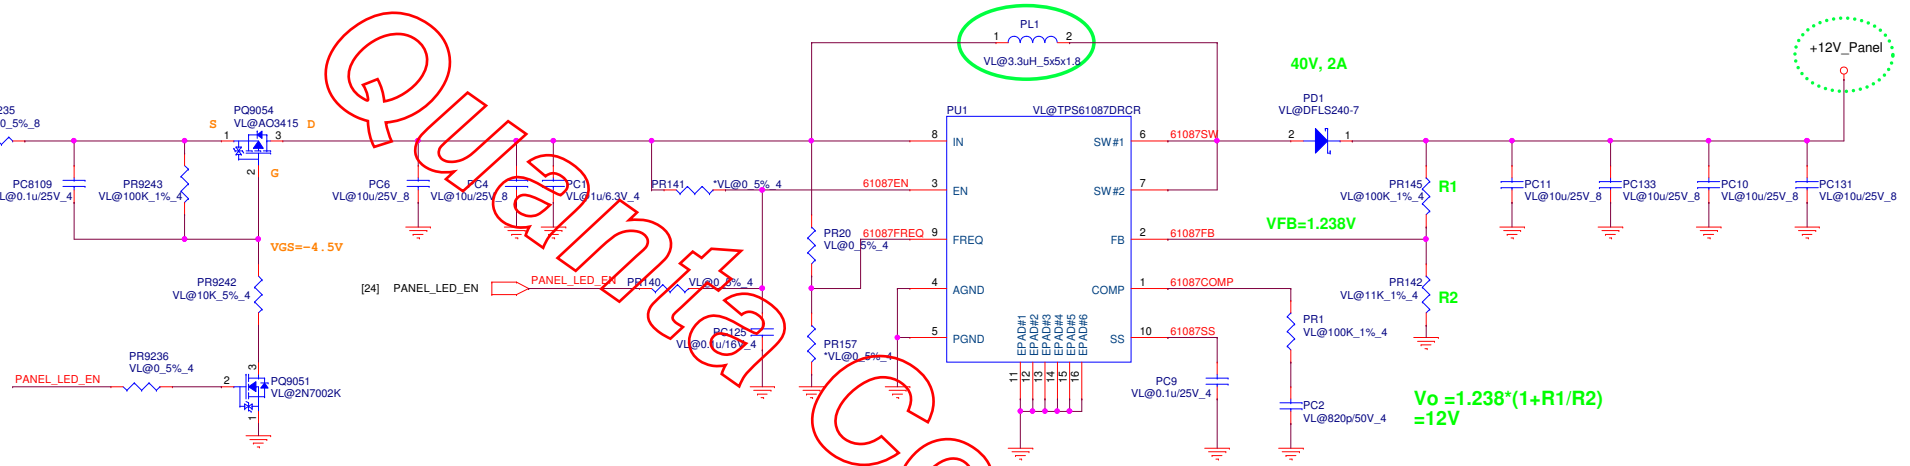 235
0_5%_8
PC8109
VL@0.1u/25V_4
PR9243
VL@100K_1%_4
PQ9054
VL@AO3415
S
1
3
D
2
G
VGS=-4.5V
PR9242
VL@10K_5%_4
PANEL_LED_EN
PR9236
VL@0_5%_4
2
3
1
PQ9051
VL@2N7002K
PC6
VL@10u/25V_8
PC4
VL@10u/25V_8
PC1
VL@1u/6.3V_4
PR141
*VL@0_5%_4
[24]
PANEL_LED_EN
PANEL_LED_EN
PR140
VL@0_5%_4
PC125
VL@0.1u/16V_4
PR20
VL@0_5%_4
PR157
*VL@0_5%_4
61087EN
61087FREQ
PL1
1
2
VL@3.3uH_5x5x1.8
PU1
VL@TPS61087DRCR
8
IN
3
EN
9
FREQ
4
AGND
5
PGND
SW#1
6
61087SW
SW#2
7
FB
2
61087FB
COMP
1
61087COMP
SS
10
61087SS
EPAD#1
EPAD#2
EPAD#3
EPAD#4
EPAD#5
EPAD#6
11
12
13
14
15
16
PC9
VL@0.1u/25V_4
PR1
VL@100K_1%_4
PC2
VL@820p/50V_4
40V, 2A
PD1
VL@DFLS240-7
2
1
VFB=1.238V
PR145
VL@100K_1%_4
R1
PR142
VL@11K_1%_4
R2
PC11
VL@10u/25V_8
PC133
VL@10u/25V_8
PC10
VL@10u/25V_8
PC131
VL@10u/25V_8
+12V_Panel
Vo =1.238*(1+R1/R2)
=12V
Quanta
Co